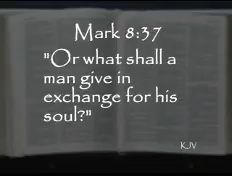 Mark 8:37
"Or what shall a
man give in
exchange for his
soul?"
KJV